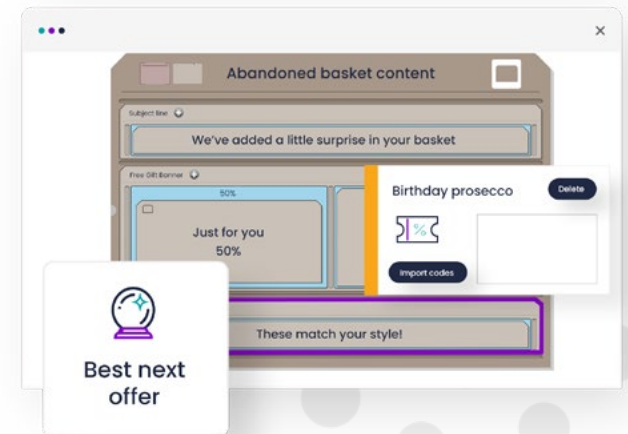 Abandoned basket content
Subject line
We've added a little surprise in your basket
Free Gift Banner
50%
Just for you
50%
Birthday prosecco
Delete
%
Import codes
These match your style!
Best next
offer